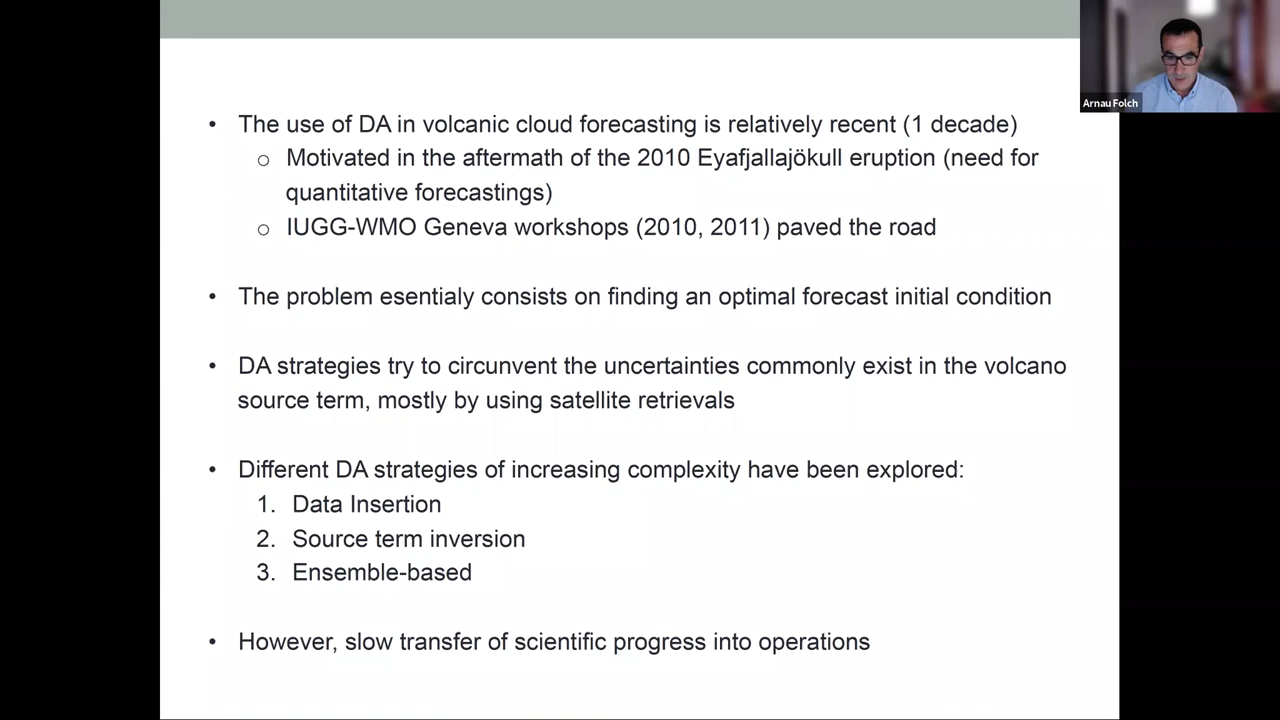 • The use of DA in volcanic cloud forecasting is relatively recent (1 decade)
o Motivated in the aftermath of the 2010 Eyafjallajökull eruption (need for
quantitative forecastings)
o IUGG-WMO Geneva workshops (2010, 2011) paved the road
• The problem esentialy consists on finding an optimal forecast initial condition
• DA strategies try to circunvent the uncertainties commonly exist in the volcano
source term, mostly by using satellite retrievals
• Different DA strategies of increasing complexity have been explored:
1. Data Insertion
2. Source term inversion
3. Ensemble-based
• However, slow transfer of scientific progress into operations
Arnau Folch